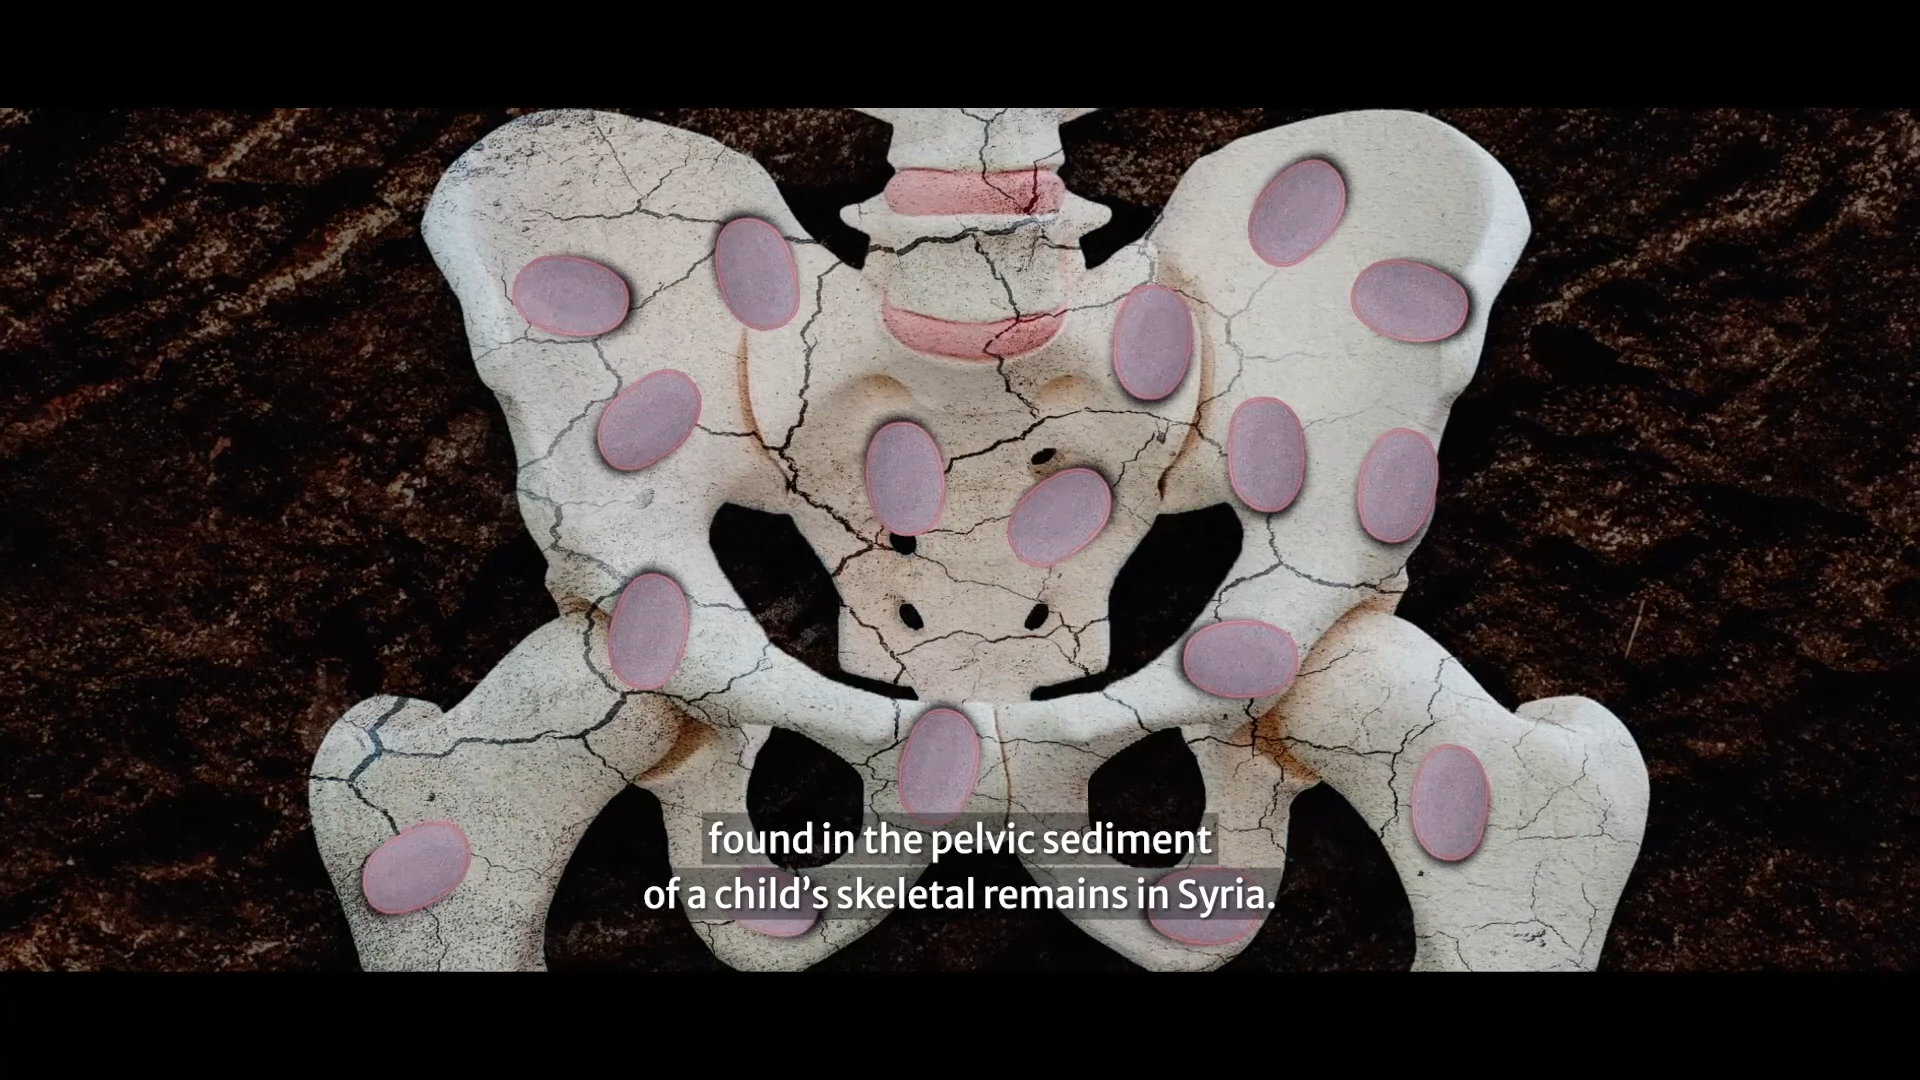 found in the pelvic sediment
of a child's skeletal remains in Syria.